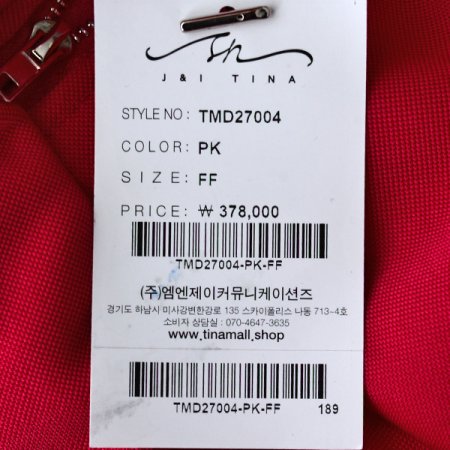 J&I TINA
STYLE NO: TMD27004
COLOR: PK
SIZE: FF
PRICE: ₩ 378,000
TMD27004-PK-FF
(주)엠엔제이커뮤니케이션즈
경기도 하남시 미사강변한강로 135 스카이폴리스 나동 713-4호
소비자 상담실 : 070-4647-3635
www.tinamall.shop
TMD27004-PK-FF 189